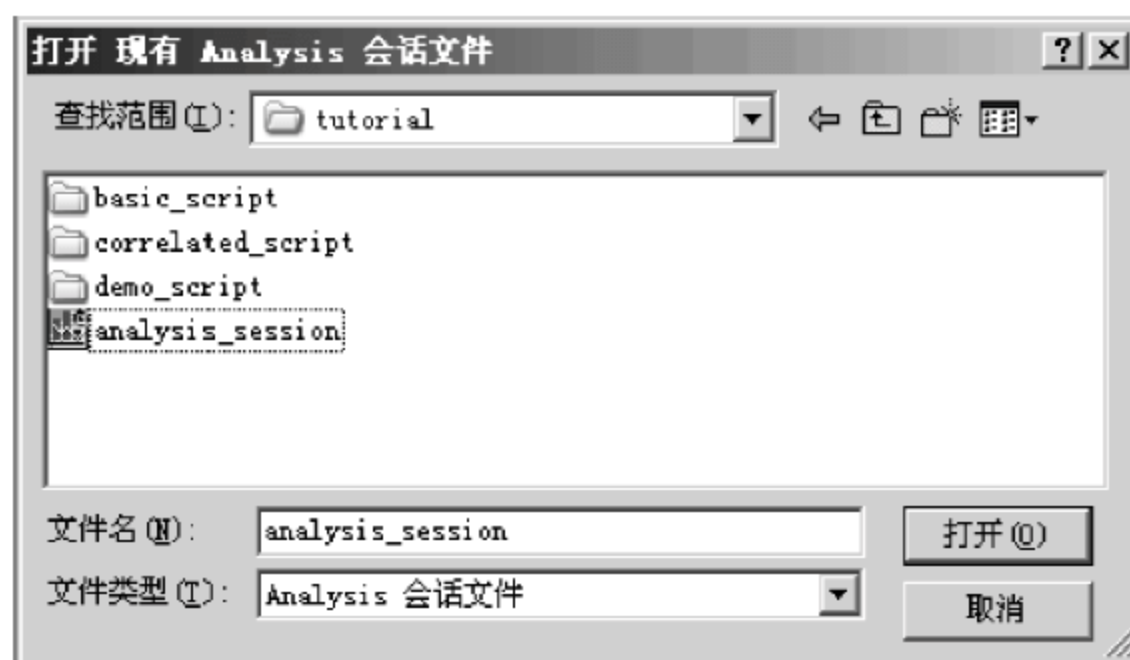 打开 现有 Analysis 会话文件
查找范围(I): tutorial
basic_script
correlated_script
demo_script
analysis_session
文件名(N): analysis_session 打开(O)
文件类型(T): Analysis 会话文件 取消